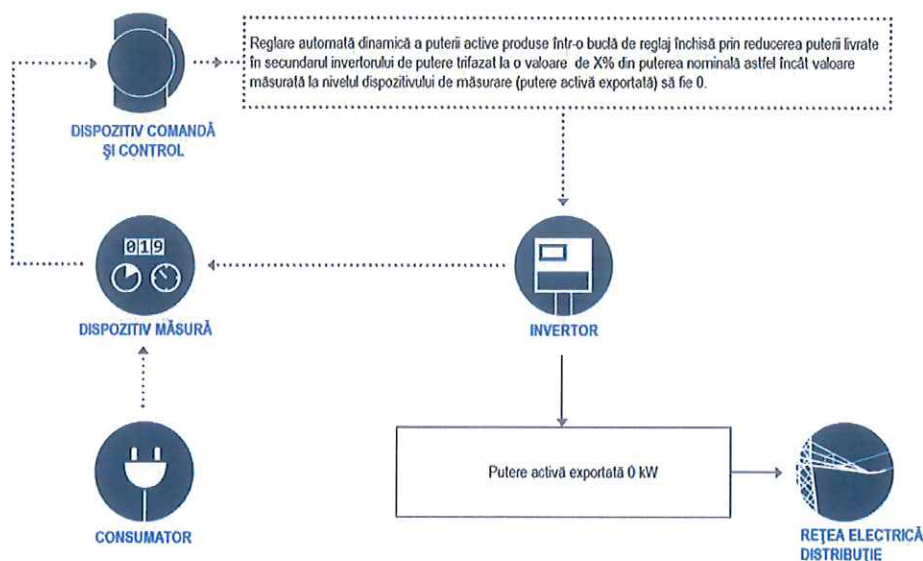 Reglare automată dinamică a puterii active produse într-o buclă de reglaj închisă prin reducerea puterii livrate
în secundarul invertorului de putere trifazat la o valoare de X% din puterea nominală astfel încât valoare
măsurată la nivelul dispozitivului de măsurare (putere activă exportată) să fie 0.
DISPOZITIV COMANDĂ
ŞI CONTROL
019
DISPOZITIV MĂSURĂ
INVERTOR
Putere activă exportată 0 kW
CONSUMATOR
REŢEA ELECTRICĂ
DISTRIBUŢIE